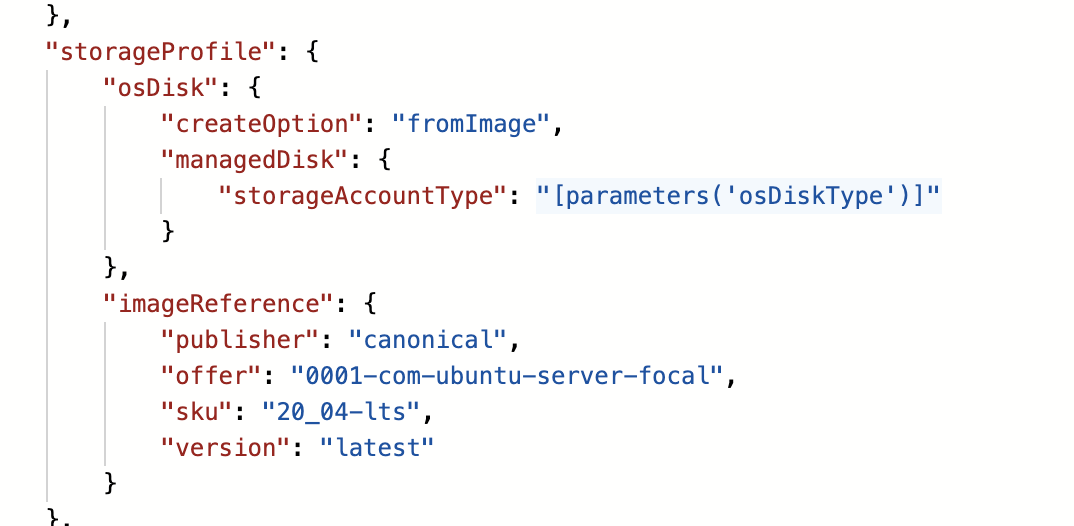 },
"storageProfile": {
"osDisk": {
"createOption": "fromImage",
"managedDisk": {
"storageAccountType": "[parameters('osDiskType')]"
}
},
"imageReference": {
"publisher": "canonical",
"offer": "0001-com-ubuntu-server-focal",
"sku": "20_04-lts",
"version": "latest"
}
},